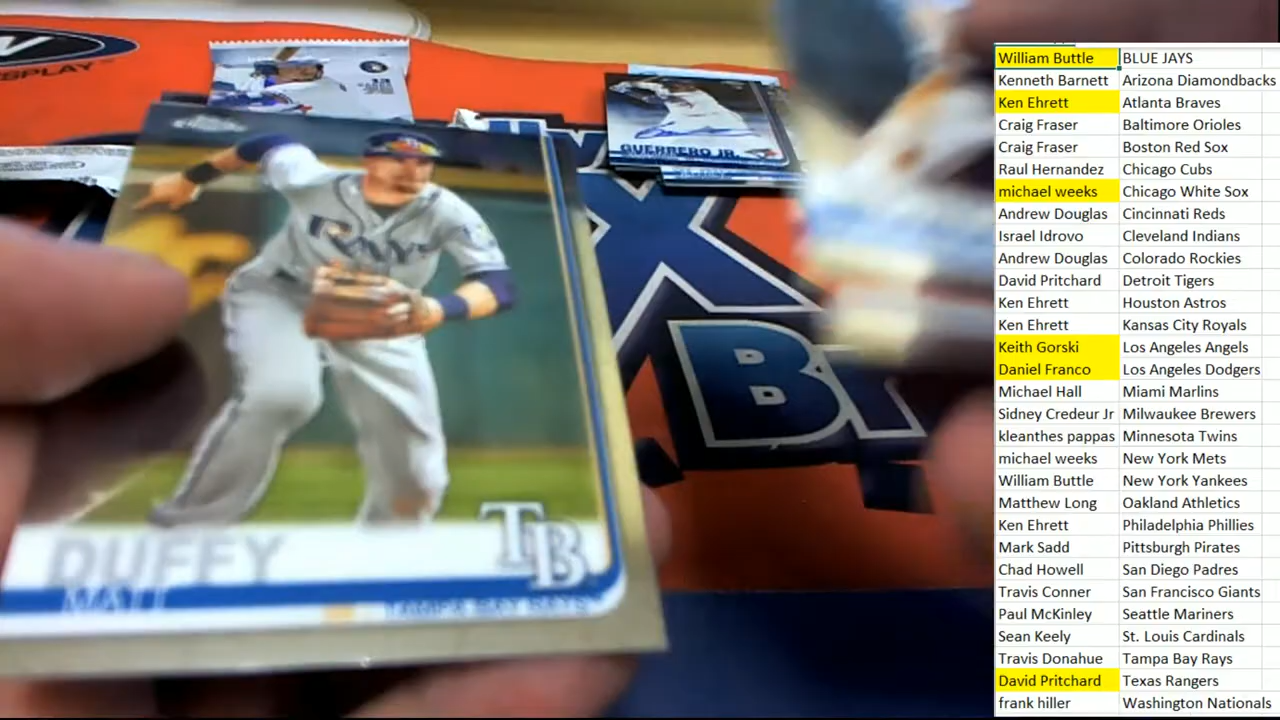 W
DISPLAY
GUERRERO JR.
Rays
DUFFY
MATT
TAMPA BAY RAYS
TB
X
William Buttle BLUE JAYS
Kenneth Barnett Arizona Diamondbacks
Ken Ehrett Atlanta Braves
Craig Fraser Baltimore Orioles
Craig Fraser Boston Red Sox
Raul Hernandez Chicago Cubs
michael weeks Chicago White Sox
Andrew Douglas Cincinnati Reds
Israel Idrovo Cleveland Indians
Andrew Douglas Colorado Rockies
David Pritchard Detroit Tigers
Ken Ehrett Houston Astros
Ken Ehrett Kansas City Royals
Keith Gorski Los Angeles Angels
Daniel Franco Los Angeles Dodgers
Michael Hall Miami Marlins
Sidney Credeur Jr Milwaukee Brewers
kleanthes pappas Minnesota Twins
michael weeks New York Mets
William Buttle New York Yankees
Matthew Long Oakland Athletics
Ken Ehrett Philadelphia Phillies
Mark Sadd Pittsburgh Pirates
Chad Howell San Diego Padres
Travis Conner San Francisco Giants
Paul McKinley Seattle Mariners
Sean Keely St. Louis Cardinals
Travis Donahue Tampa Bay Rays
David Pritchard Texas Rangers
frank hiller Washington Nationals